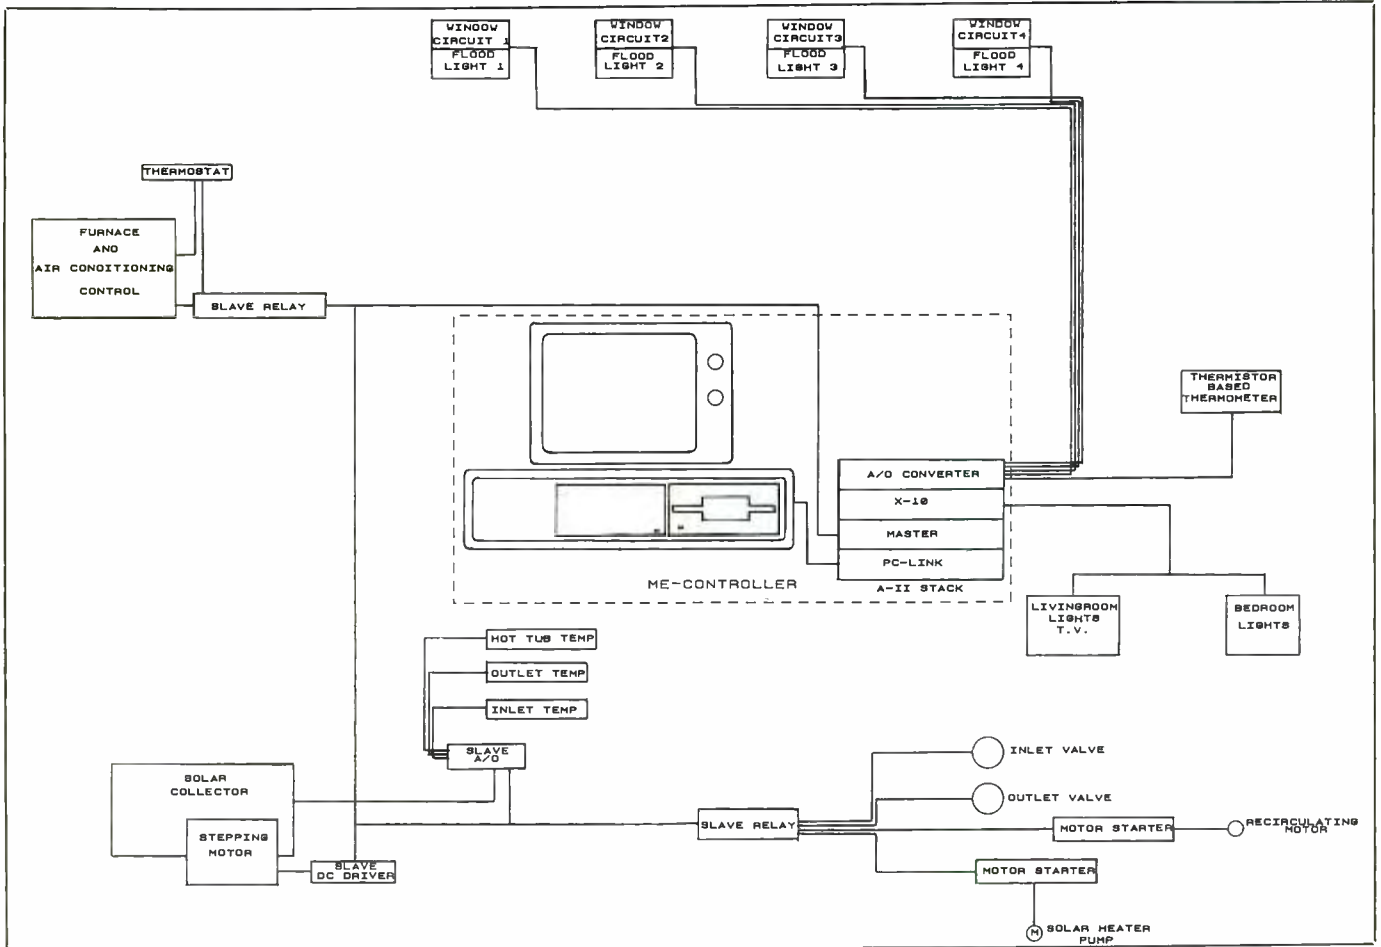 WINDOW
CIRCUIT 1
FLOOD
LIGHT 1
WINDOW
CIRCUIT2
FLOOD
LIGHT 2
WINDOW
CIRCUIT3
FLOOD
LIGHT 3
WINDOW
CIRCUIT4
FLOOD
LIGHT 4
THERMOSTAT
FURNACE
AND
AIR CONDITIONING
CONTROL
SLAVE RELAY
THERMISTOR
BASED
THERMOMETER
A/D CONVERTER
X-10
MASTER
PC-LINK
A-II STACK
ME-CONTROLLER
LIVINGROOM
LIGHTS
T.V.
BEDROOM
LIGHTS
HOT TUB TEMP
OUTLET TEMP
INLET TEMP
SLAVE
A/D
SOLAR
COLLECTOR
STEPPING
MOTOR
SLAVE
DC DRIVER
SLAVE RELAY
INLET VALVE
OUTLET VALVE
MOTOR STARTER
RECIRCULATING
MOTOR
MOTOR STARTER
M
SOLAR HEATER
PUMP